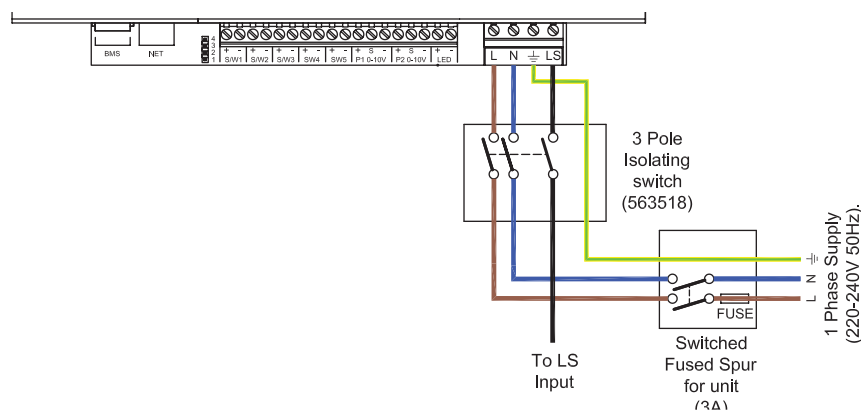 BMS
NET
4
3
2
1
+ - + - + - + - + - + S - + S - + -
S/W1 S/W2 S/W3 SW4 SW5 P1 0-10V P2 0-10V LED
L N LS
3 Pole
Isolating
switch
(563518)
N
L
1 Phase Supply
(220-240V 50Hz).
FUSE
To LS
Input
Switched
Fused Spur
for unit
(3A)